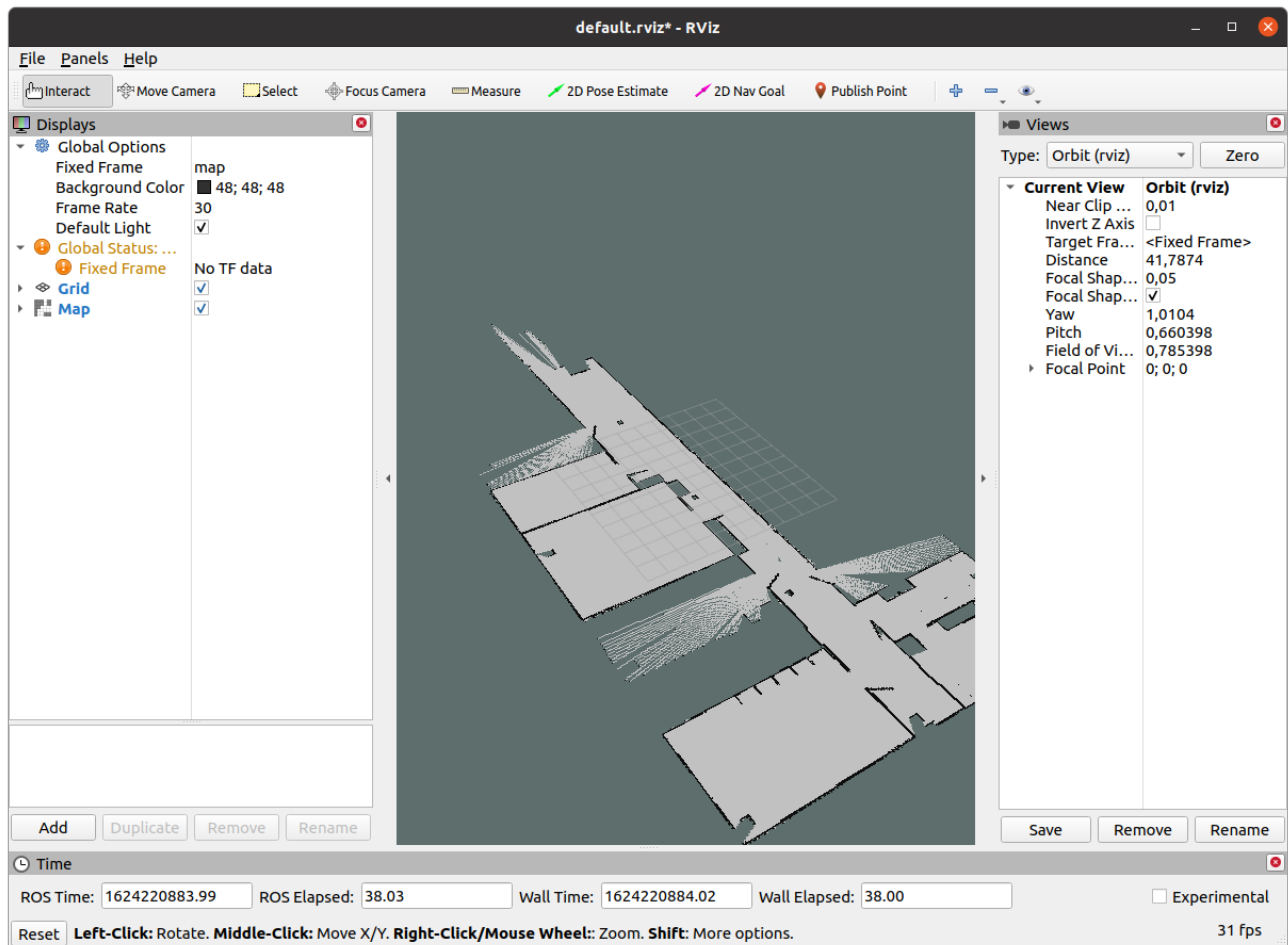 default.rviz* - RViz
File Panels Help
Interact Move Camera Select Focus Camera Measure 2D Pose Estimate 2D Nav Goal Publish Point
Displays
Global Options
Fixed Frame map
Background Color 48; 48; 48
Frame Rate 30
Default Light
Global Status: ...
Fixed Frame No TF data
Grid
Map
Add Duplicate Remove Rename
Views
Type: Orbit (rviz) Zero
Current View Orbit (rviz)
Near Clip ... 0,01
Invert Z Axis
Target Fra... <Fixed Frame>
Distance 41,7874
Focal Shap... 0,05
Focal Shap...
Yaw 1,0104
Pitch 0,660398
Field of Vi... 0,785398
Focal Point 0; 0; 0
Save Remove Rename
Time
ROS Time: 1624220883.99 ROS Elapsed: 38.03 Wall Time: 1624220884.02 Wall Elapsed: 38.00 Experimental
Reset Left-Click: Rotate. Middle-Click: Move X/Y. Right-Click/Mouse Wheel:: Zoom. Shift: More options. 31 fps